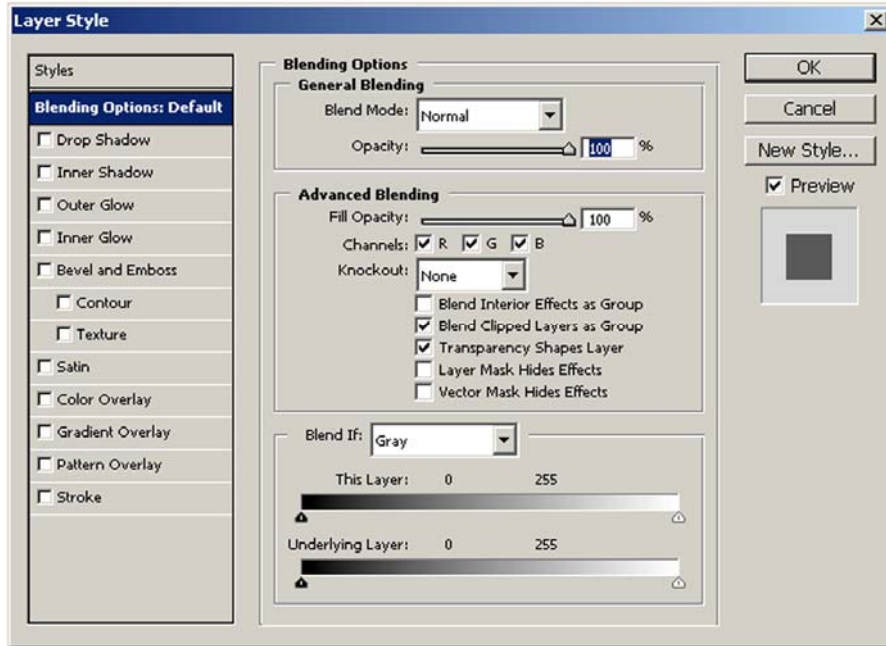 Layer Style
Styles
Blending Options: Default
Drop Shadow
Inner Shadow
Outer Glow
Inner Glow
Bevel and Emboss
Contour
Texture
Satin
Color Overlay
Gradient Overlay
Pattern Overlay
Stroke
Blending Options
General Blending
Blend Mode: Normal
Opacity: 100 %
Advanced Blending
Fill Opacity: 100 %
Channels: R G B
Knockout: None
Blend Interior Effects as Group
Blend Clipped Layers as Group
Transparency Shapes Layer
Layer Mask Hides Effects
Vector Mask Hides Effects
Blend If: Gray
This Layer: 0 255
Underlying Layer: 0 255
OK
Cancel
New Style...
Preview